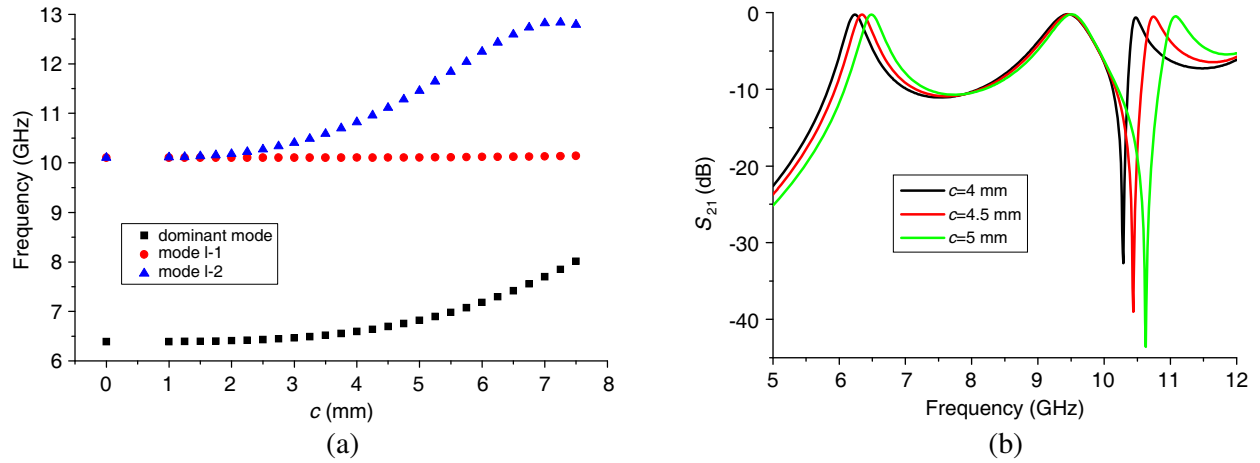 13
12
11
10
9
8
7
6
Frequency (GHz)
dominant mode
mode l-1
mode l-2
0 1 2 3 4 5 6 7 8
c (mm)
(a)
0
-10
-20
-30
-40
S21 (dB)
c=4 mm
c=4.5 mm
c=5 mm
5 6 7 8 9 10 11 12
Frequency (GHz)
(b)